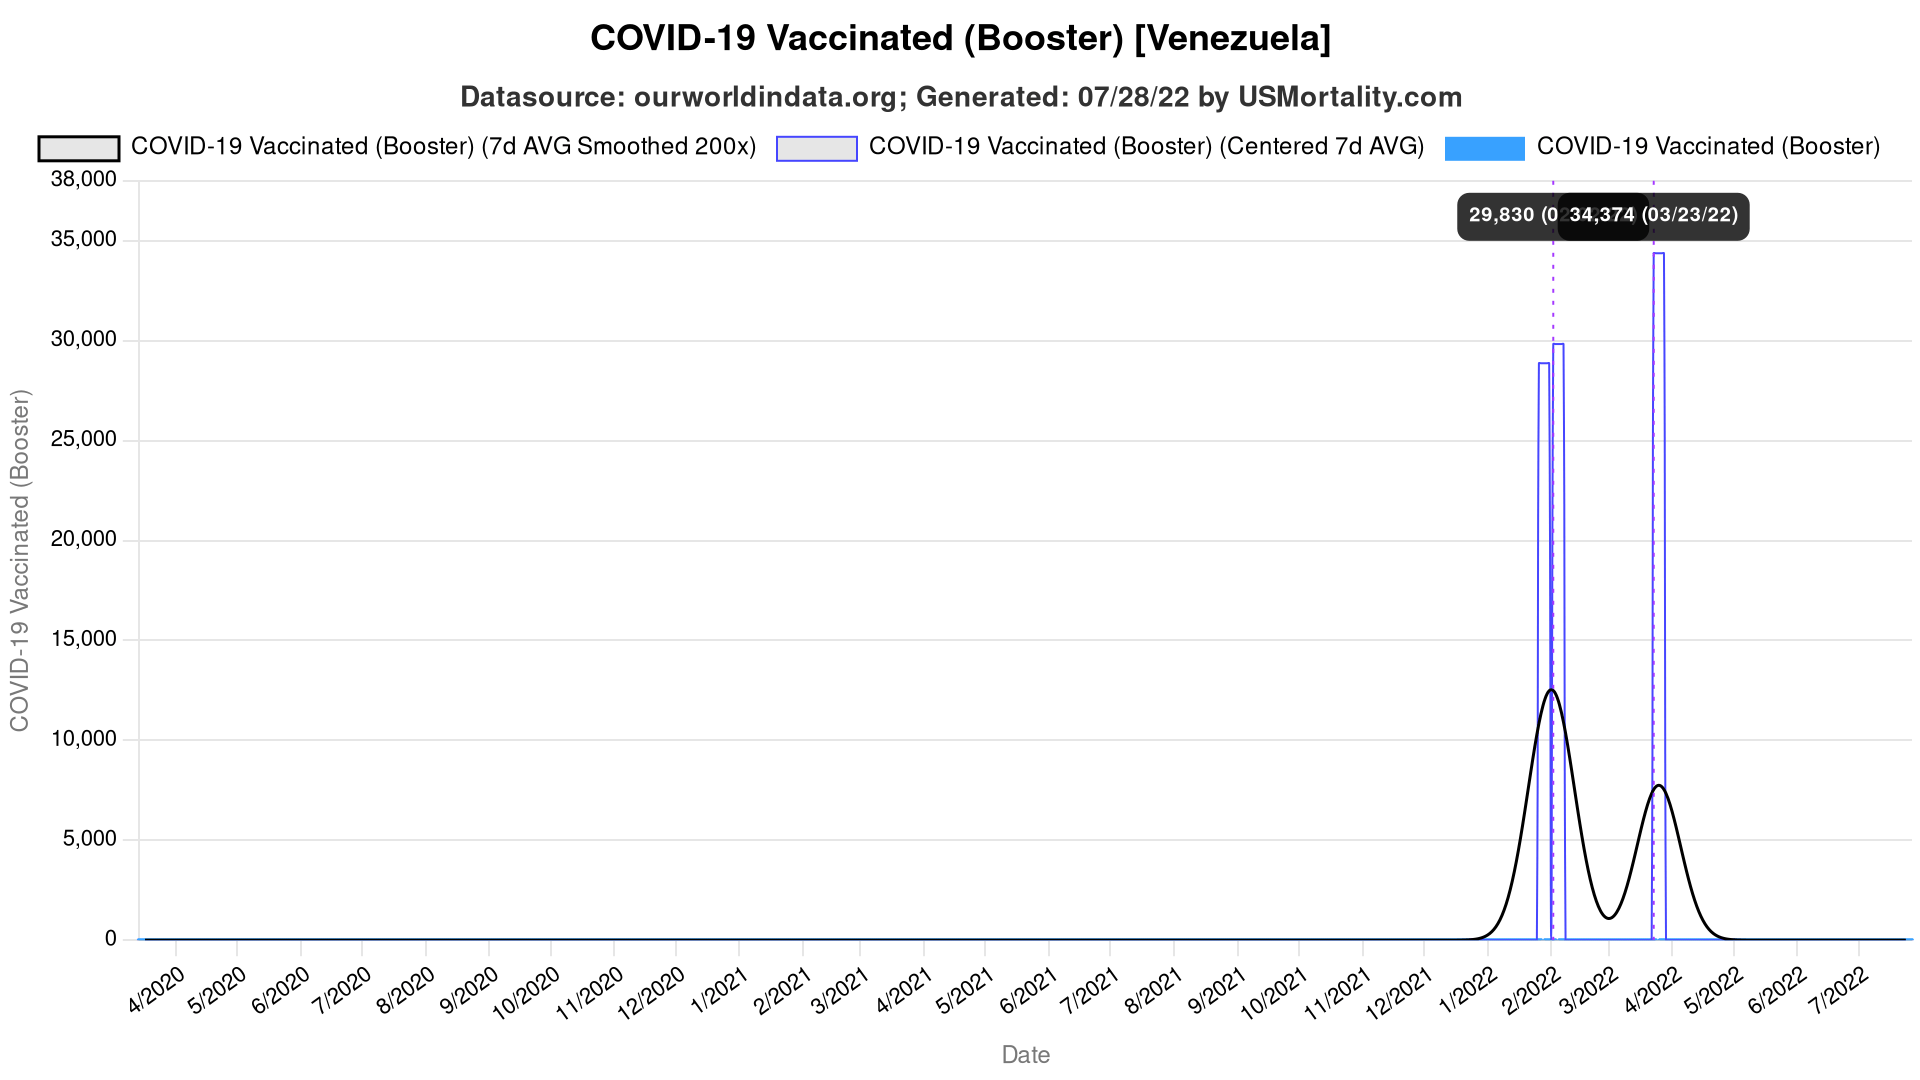 COVID-19 Vaccinated (Booster) [Venezuela]
Datasource: ourworldindata.org; Generated: 07/28/22 by USMortality.com
COVID-19 Vaccinated (Booster) (7d AVG Smoothed 200x) COVID-19 Vaccinated (Booster) (Centered 7d AVG) COVID-19 Vaccinated (Booster)
38,000
29,830 34,374 (03/23/22)
35,000
30,000
25,000
20,000
15,000
10,000
5,000
0
COVID-19 Vaccinated (Booster)
4/2020 5/2020 6/2020 7/2020 8/2020 9/2020 10/2020 11/2020 12/2020 1/2021 2/2021 3/2021 4/2021 5/2021 6/2021 7/2021 8/2021 9/2021 10/2021 11/2021 12/2021 1/2022 2/2022 3/2022 4/2022 5/2022 6/2022 7/2022
Date